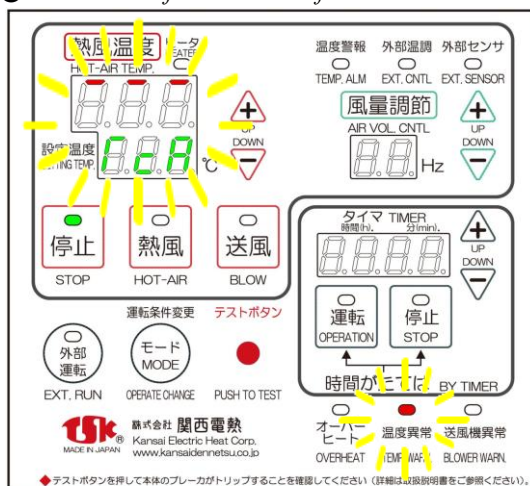 熱風温度 ヒータ
HOT-AIR TEMP. HEATER
設定温度
SETTING TEMP.
℃
UP
DOWN
温度警報 外部温調 外部センサ
TEMP. ALM EXT. CNTL EXT. SENSOR
風量調節
AIR VOL. CNTL
Hz
UP
DOWN
停止 熱風 送風
STOP HOT-AIR BLOW
タイマ TIMER
時間(h). 分(min).
UP
DOWN
運転 停止
OPERATION STOP
BY TIMER
運転条件変更 テストボタン
外部運転
モード
MODE
EXT. RUN OPERATE CHANGE PUSH TO TEST
オーバーヒート 温度異常 送風機異常
OVERHEAT TEMP. WARN. BLOWER WARN.
TSK
MADE IN JAPAN
株式会社 関西電熱
Kansai Electric Heat Corp.
www.kansaidennetsu.co.jp
◆テストボタンを押して本体のブレーカがトリップすることを確認してください（詳細は取扱説明書をご参照ください）。